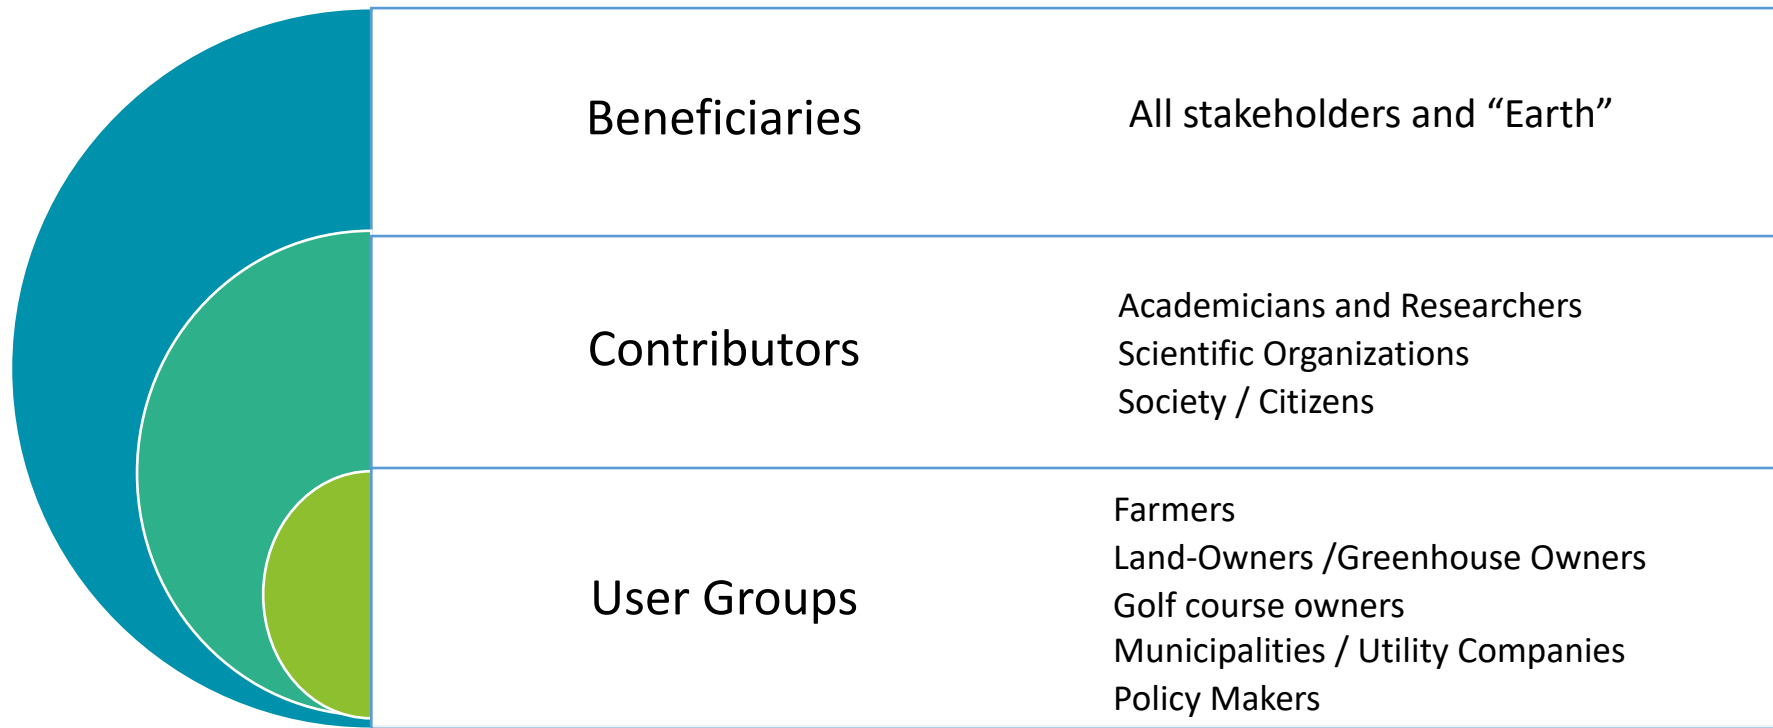 Beneficiaries
All stakeholders and “Earth”
Contributors
Academicians and Researchers
Scientific Organizations
Society / Citizens
User Groups
Farmers
Land-Owners /Greenhouse Owners
Golf course owners
Municipalities / Utility Companies
Policy Makers